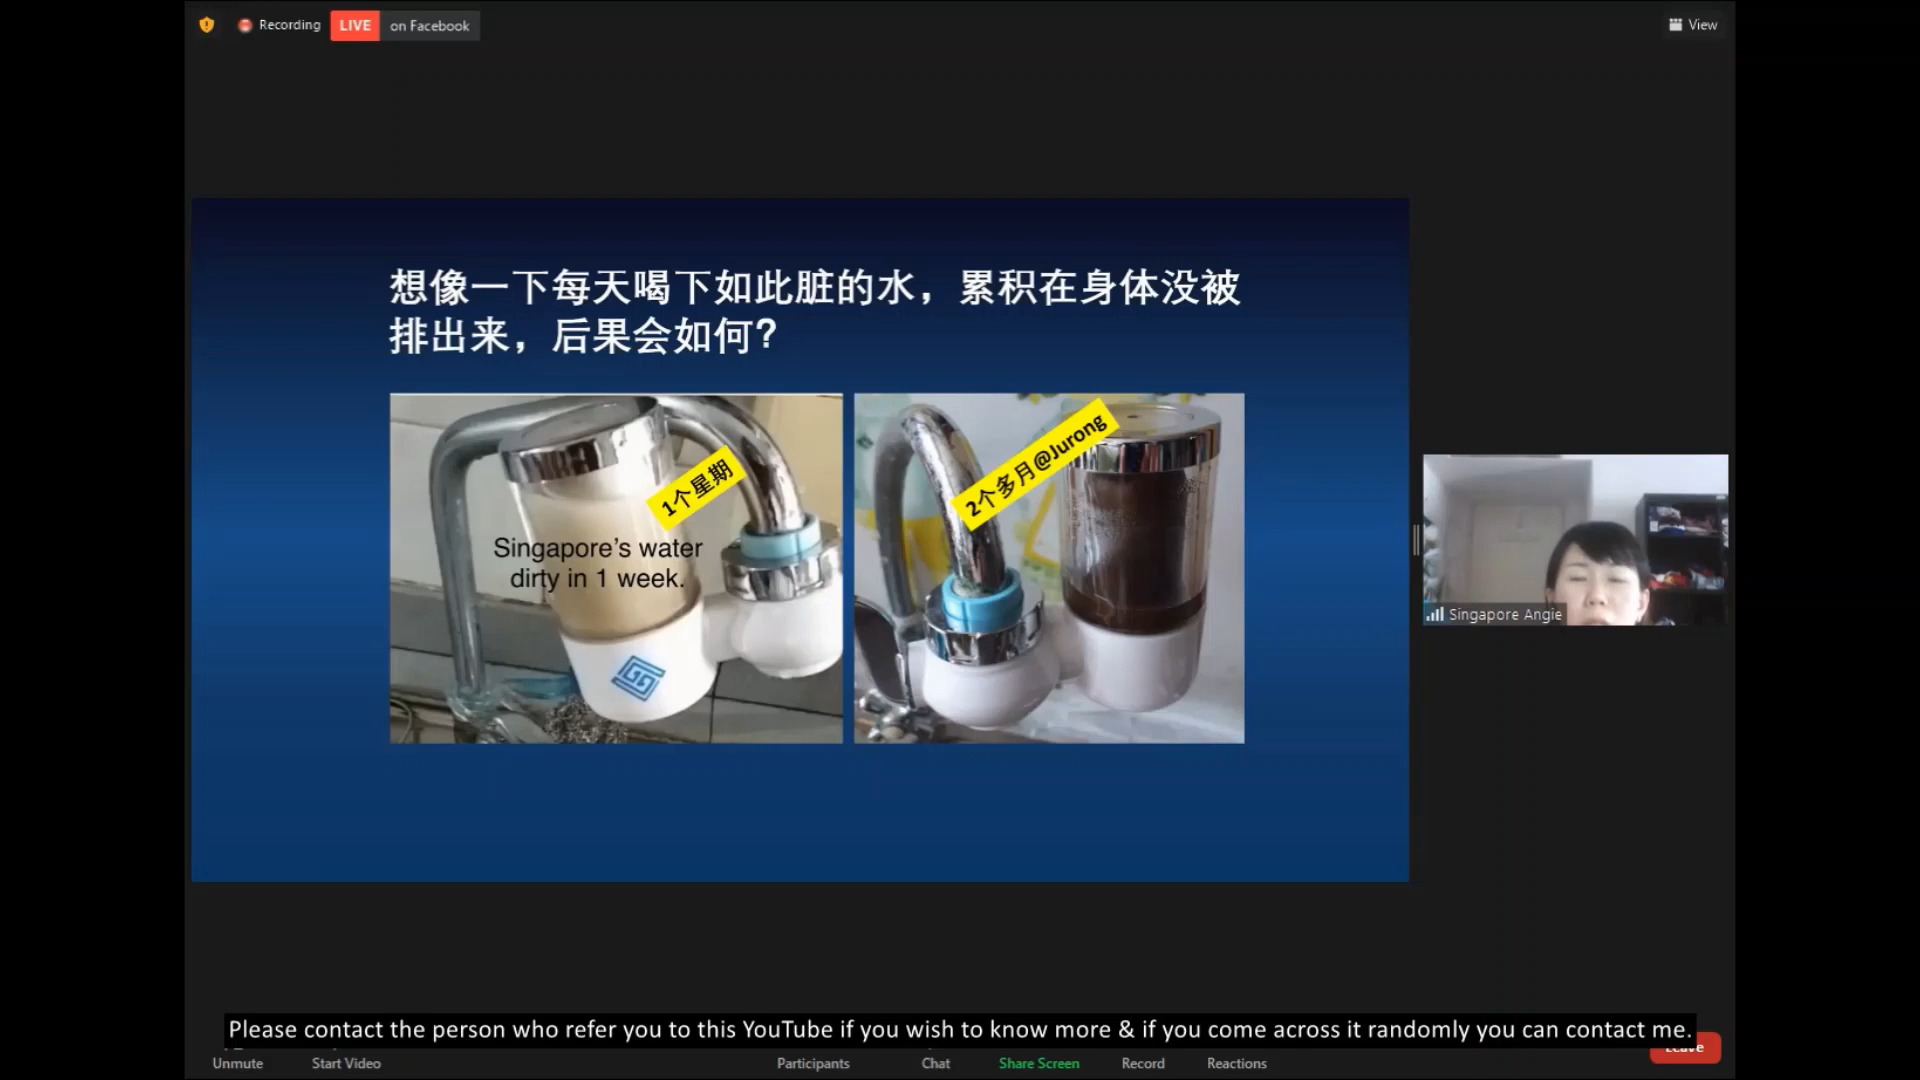 Recording
LIVE on Facebook
View
想像一下每天喝下如此脏的水，累积在身体没被
排出来，后果会如何?
1个星期
Singapore's water
dirty in 1 week.
2个多月@Jurong
Singapore Angie
Please contact the person who refer you to this YouTube if you wish to know more & if you come across it randomly you can contact me.
Unmute
Start Video
Participants
Chat
Share Screen
Record
Reactions
Leave